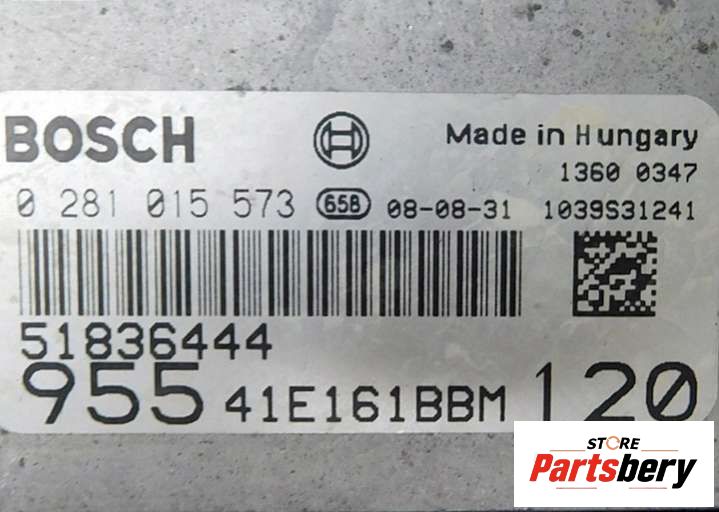 BOSCH Made in Hungary
1360 0347
0 281 015 573 65B 08-08-31 1039S31241
51836444
955 41E161BBM 120
STORE
Partsbery